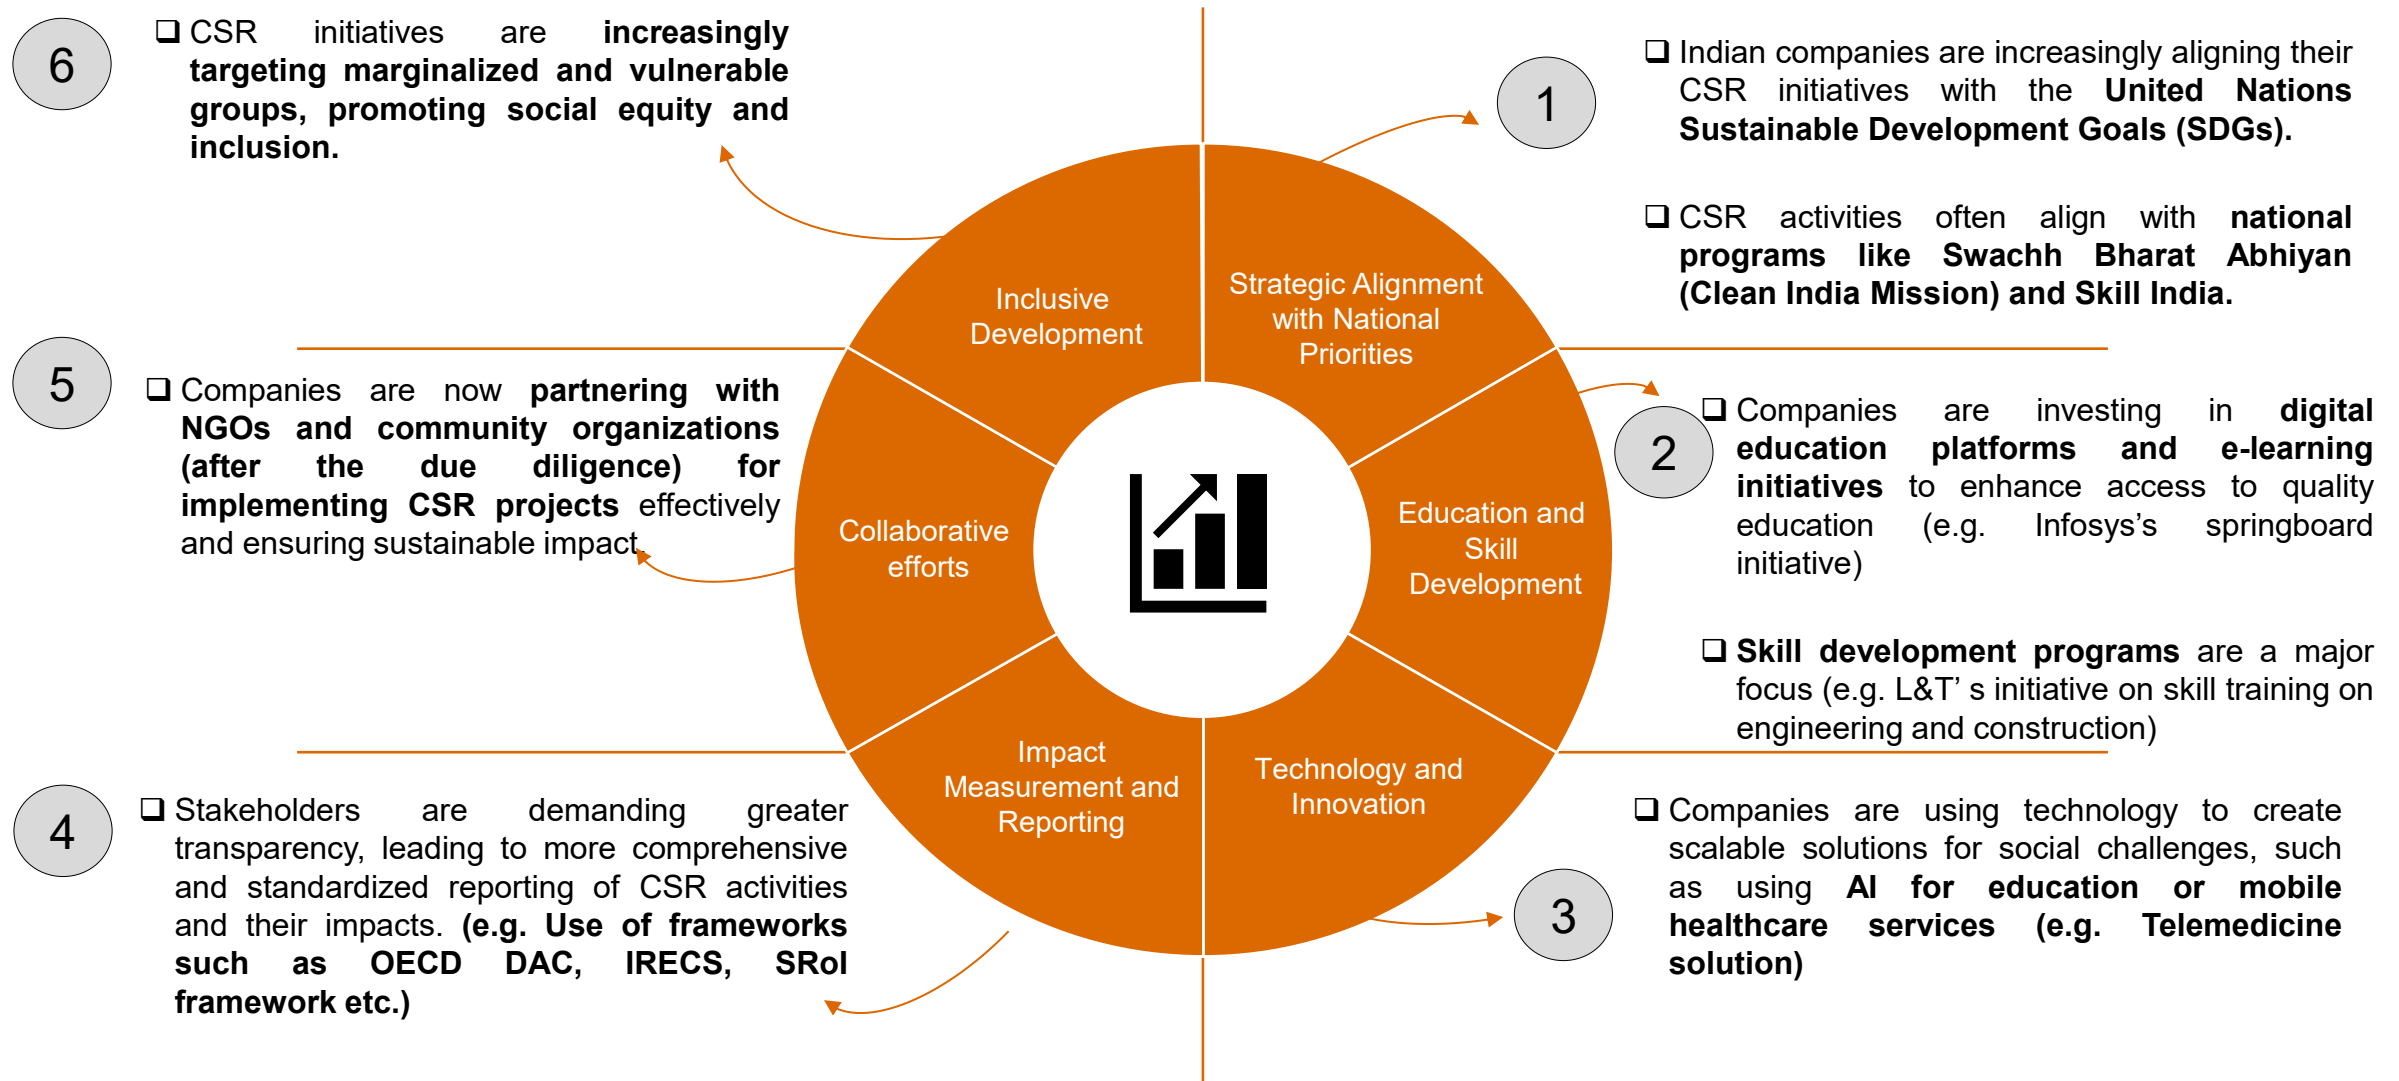 1
Indian companies are increasingly aligning their
CSR initiatives with the United Nations
Sustainable Development Goals (SDGs).
CSR activities often align with national
programs like Swachh Bharat Abhiyan
(Clean India Mission) and Skill India.
2
Companies are investing in digital
education platforms and e-learning
initiatives to enhance access to quality
education (e.g. Infosys's springboard
initiative)
Skill development programs are a major
focus (e.g. L&T’ s initiative on skill training on
engineering and construction)
3
Companies are using technology to create
scalable solutions for social challenges, such
as using AI for education or mobile
healthcare services (e.g. Telemedicine
solution)
4
Stakeholders are demanding greater
transparency, leading to more comprehensive
and standardized reporting of CSR activities
and their impacts. (e.g. Use of frameworks
such as OECD DAC, IRECS, SRoI
framework etc.)
5
Companies are now partnering with
NGOs and community organizations
(after the due diligence) for
implementing CSR projects effectively
and ensuring sustainable impact.
6
CSR initiatives are increasingly
targeting marginalized and vulnerable
groups, promoting social equity and
inclusion.
Strategic Alignment
with National
Priorities
Education and
Skill
Development
Technology and
Innovation
Impact
Measurement and
Reporting
Collaborative
efforts
Inclusive
Development